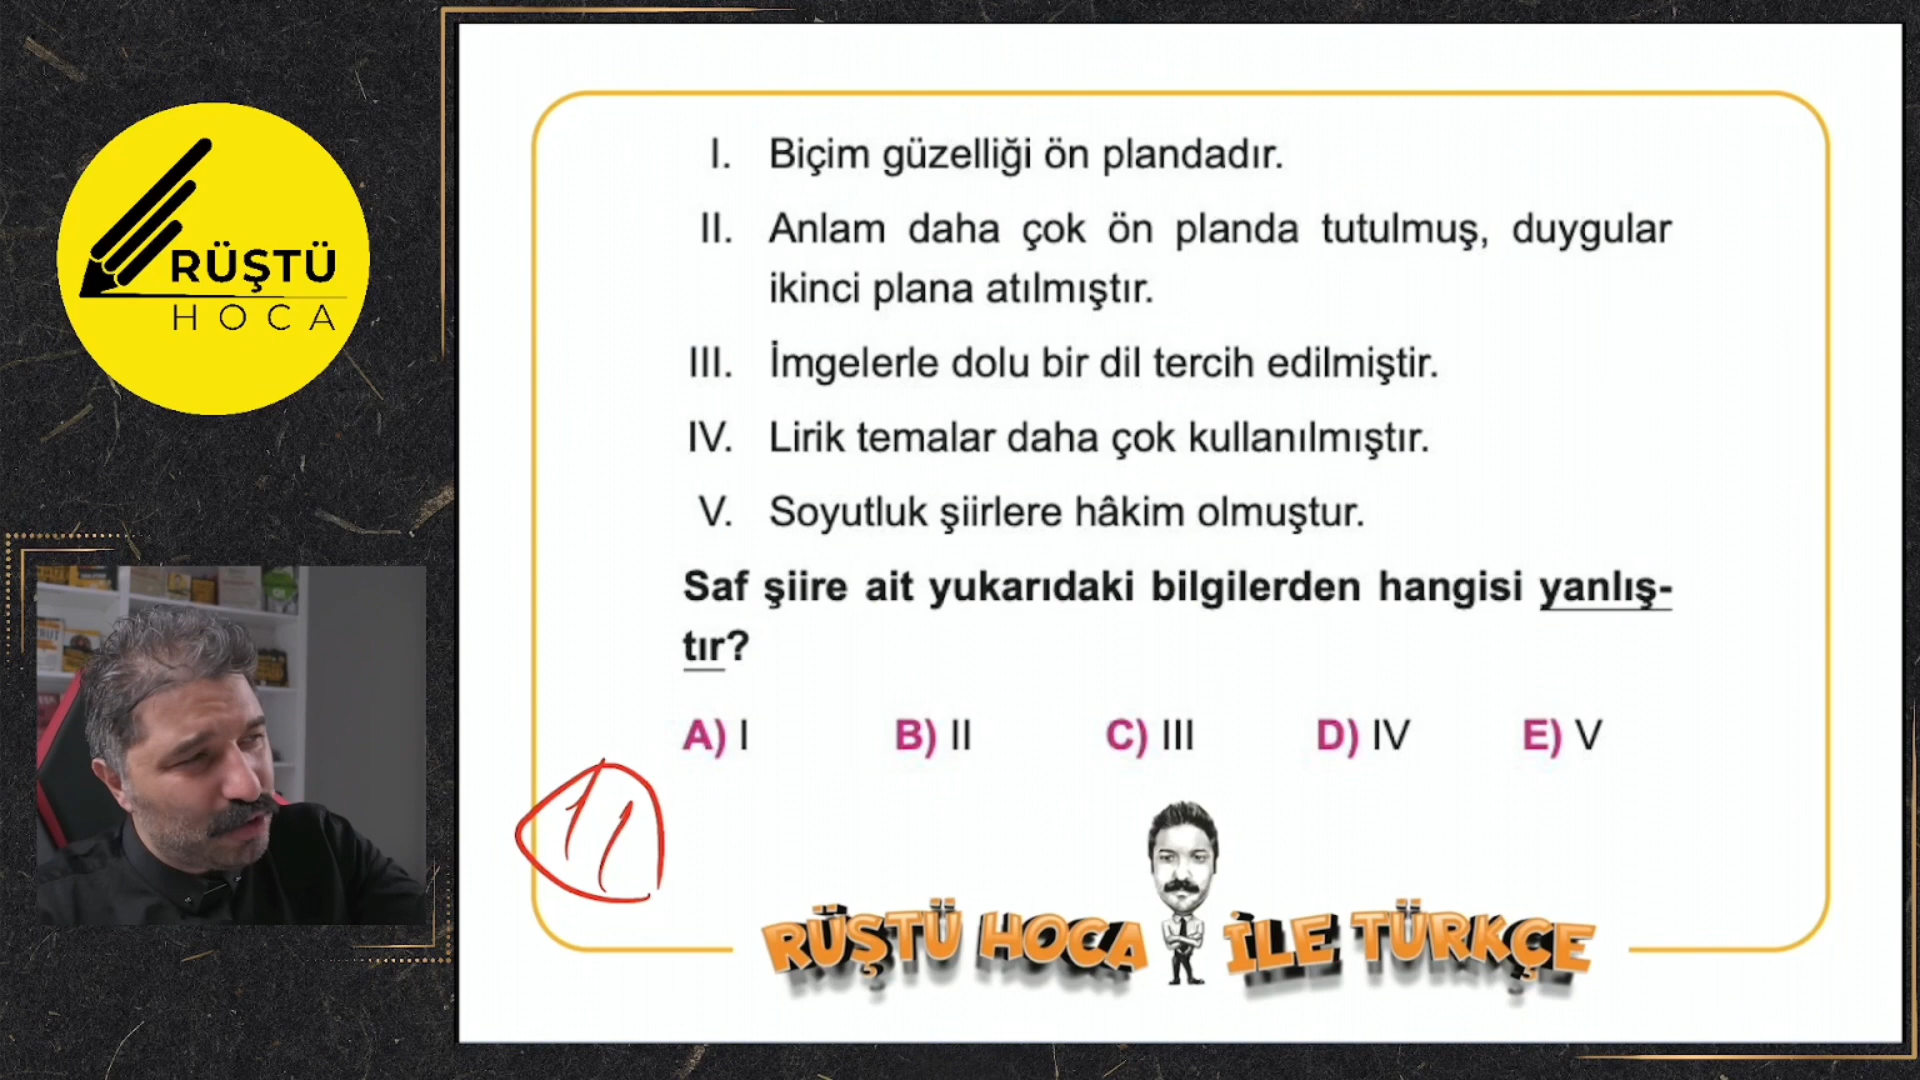 RÜŞTÜ
HOCA
I. Biçim güzelliği ön plandadır.
II. Anlam daha çok ön planda tutulmuş, duygular
ikinci plana atılmıştır.
III. İmgelerle dolu bir dil tercih edilmiştir.
IV. Lirik temalar daha çok kullanılmıştır.
V. Soyutluk şiirlere hâkim olmuştur.
Saf şiire ait yukarıdaki bilgilerden hangisi yanlış-
tır?
A) I B) II C) III D) IV E) V
11
RÜŞTÜ HOCA İLE TÜRKÇE